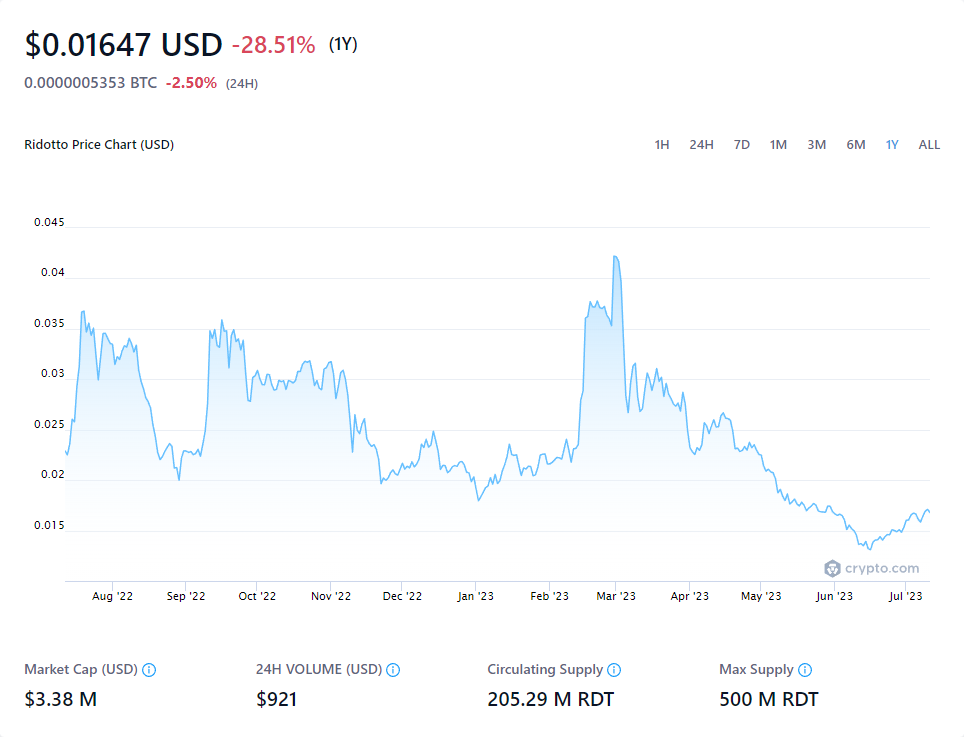 $0.01647 USD -28.51% (1Y)
0.0000005353 BTC -2.50% (24H)
Ridotto Price Chart (USD) 1H 24H 7D 1M 3M 6M 1Y ALL
0.045
0.04
0.035
0.03
0.025
0.02
0.015
crypto.com
Aug '22 Sep '22 Oct '22 Nov '22 Dec '22 Jan '23 Feb '23 Mar '23 Apr '23 May '23 Jun '23 Jul '23
Market Cap (USD) 24H VOLUME (USD) Circulating Supply Max Supply
$3.38 M $921 205.29 M RDT 500 M RDT